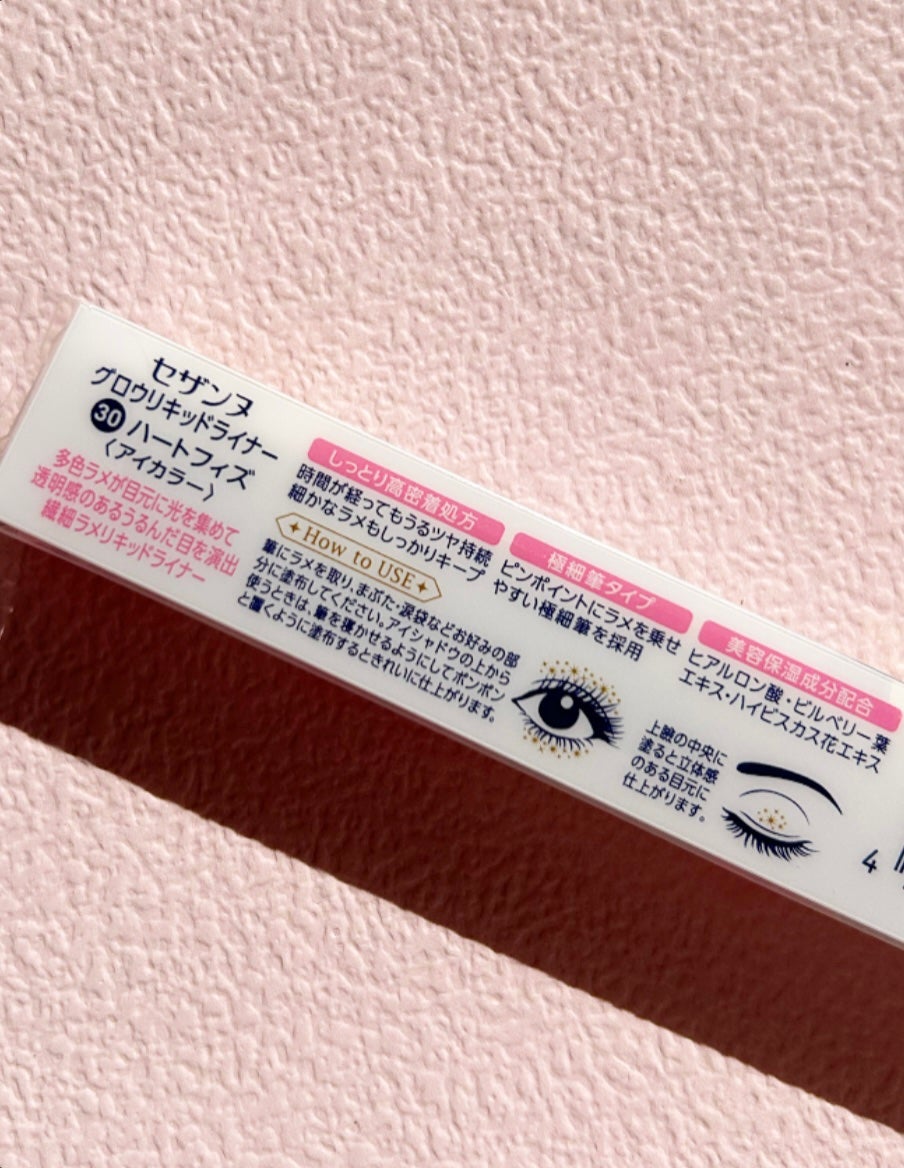 セザンヌ
グロウリキッドライナー
30 ハートフィズ
〈アイカラー〉
多色ラメが目元に光を集めて
透明感のあるうるんだ目を演出
極細ラメリキッドライナー
しっとり高密着処方
時間が経ってもうるツヤ持続
細かなラメもしっかりキープ
極細筆タイプ
ピンポイントにラメを乗せ
やすい極細筆を採用
美容保湿成分配合
ヒアルロン酸・ビルベリー葉
エキス・ハイビスカス花エキス
How to USE
筆にラメを取り、まぶた・涙袋などお好みの部
分に塗布してください。アイシャドウの上から
使うときは、筆を寝かせるようにしてポンポン
と置くように塗布するときれいに仕上がります。
上瞼の中央に
塗ると立体感
のある目元に
仕上がります。
4